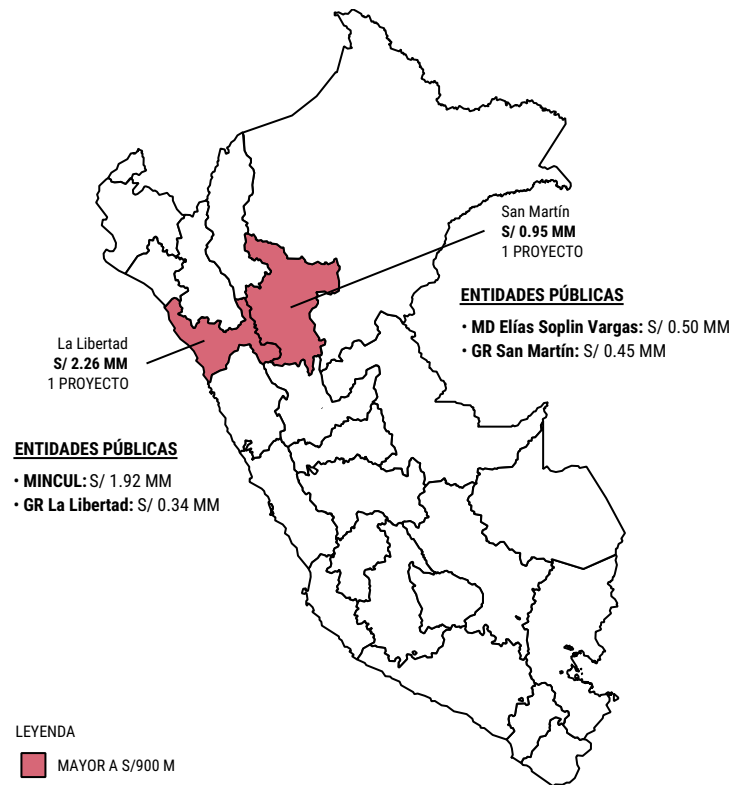 San Martín
S/ 0.95 MM
1 PROYECTO
ENTIDADES PÚBLICAS
• MD Elías Soplin Vargas: S/ 0.50 MM
• GR San Martín: S/ 0.45 MM
La Libertad
S/ 2.26 MM
1 PROYECTO
ENTIDADES PÚBLICAS
• MINCUL: S/ 1.92 MM
• GR La Libertad: S/ 0.34 MM
LEYENDA
MAYOR A S/900 M